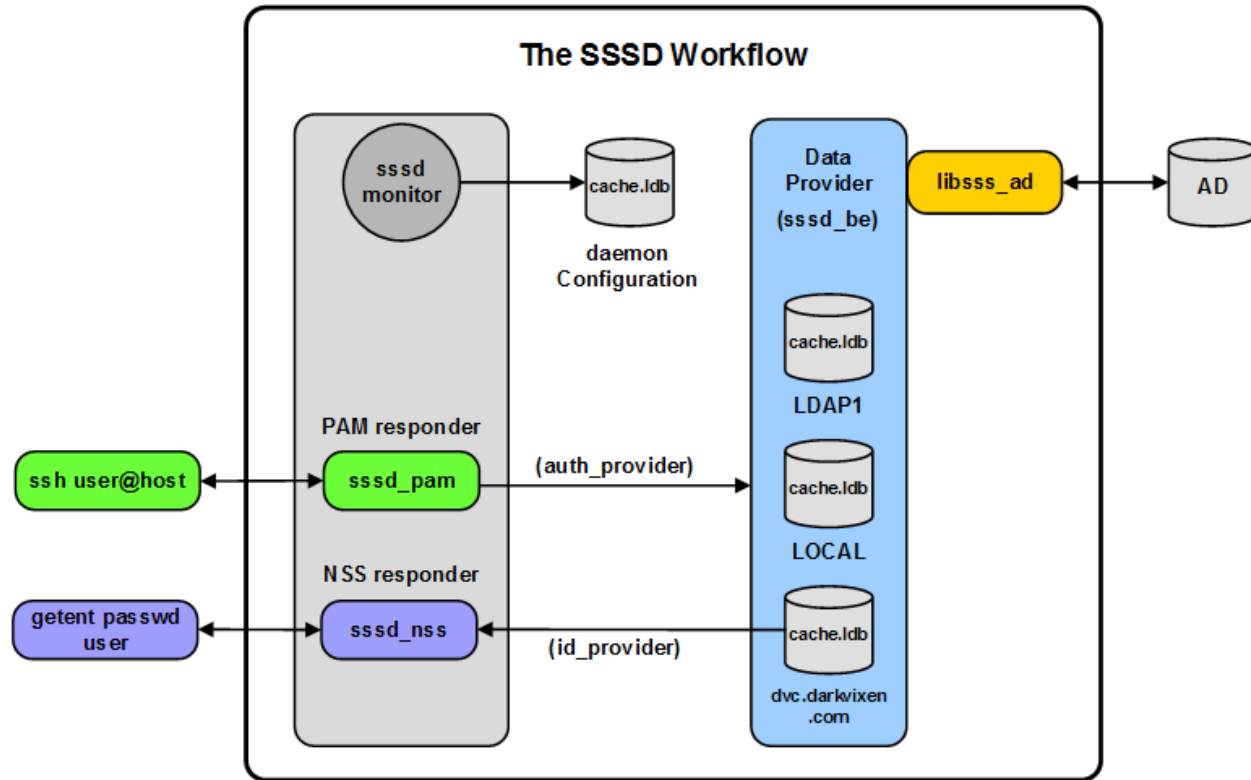 The SSSD Workflow
sssd
monitor
cache.ldb
daemon
Configuration
Data
Provider
(sssd_be)
libsss_ad
AD
cache.ldb
LDAP1
PAM responder
ssh user@host
sssd_pam
(auth_provider)
cache.ldb
LOCAL
NSS responder
getent passwd
user
sssd_nss
(id_provider)
cache.ldb
dvc.darkvixen
.com